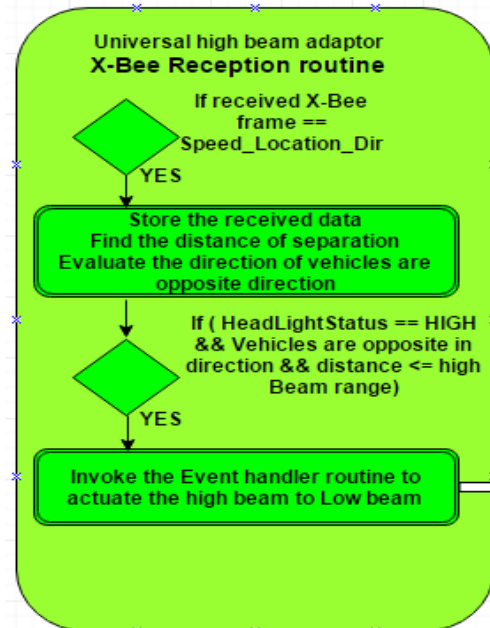 Universal high beam adaptor
X-Bee Reception routine
If received X-Bee
frame ==
Speed_Location_Dir
YES
Store the received data
Find the distance of separation
Evaluate the direction of vehicles are
opposite direction
If ( HeadLightStatus == HIGH
&& Vehicles are opposite in
direction && distance <= high
Beam range)
YES
Invoke the Event handler routine to
actuate the high beam to Low beam